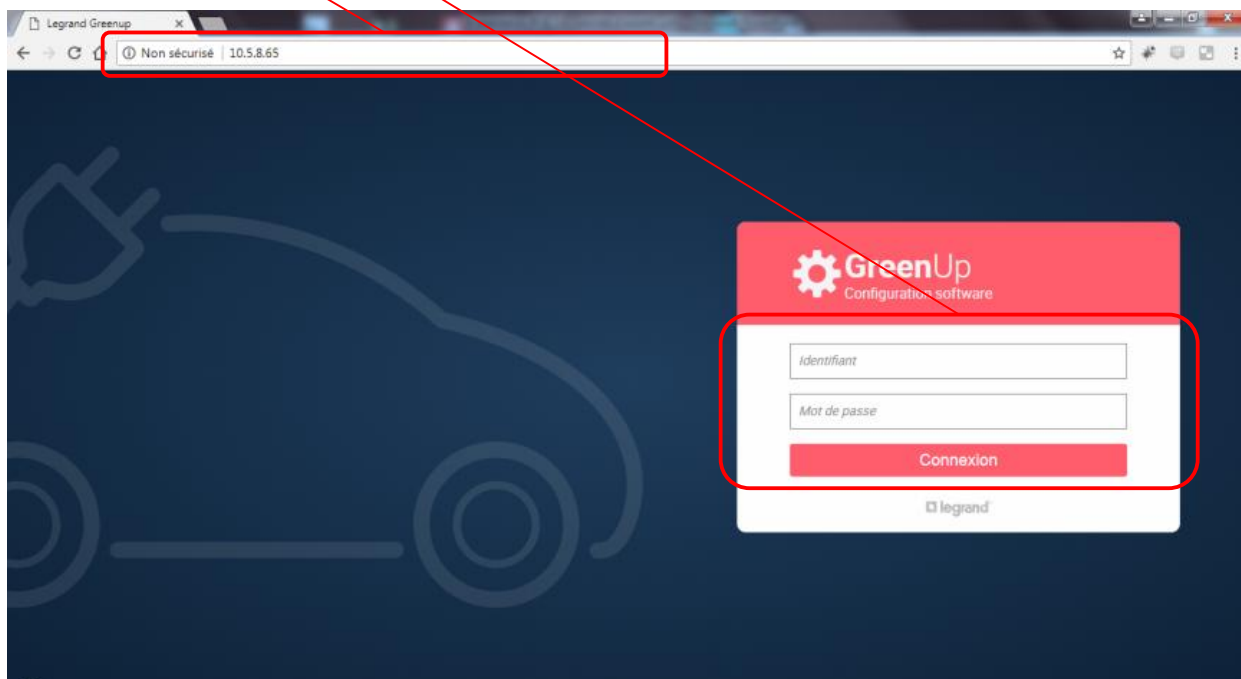 Legrand Greenup
Non sécurisé | 10.5.8.65
GreenUp
Configuration software
Identifiant
Mot de passe
Connexion
legrand